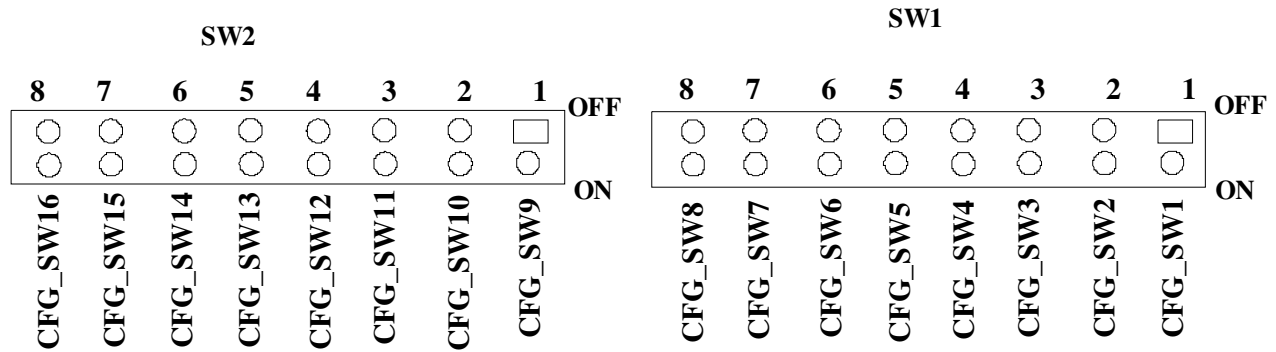 SW2
8 7 6 5 4 3 2 1
OFF
ON
CFG_SW16
CFG_SW15
CFG_SW14
CFG_SW13
CFG_SW12
CFG_SW11
CFG_SW10
CFG_SW9
SW1
8 7 6 5 4 3 2 1
OFF
ON
CFG_SW8
CFG_SW7
CFG_SW6
CFG_SW5
CFG_SW4
CFG_SW3
CFG_SW2
CFG_SW1